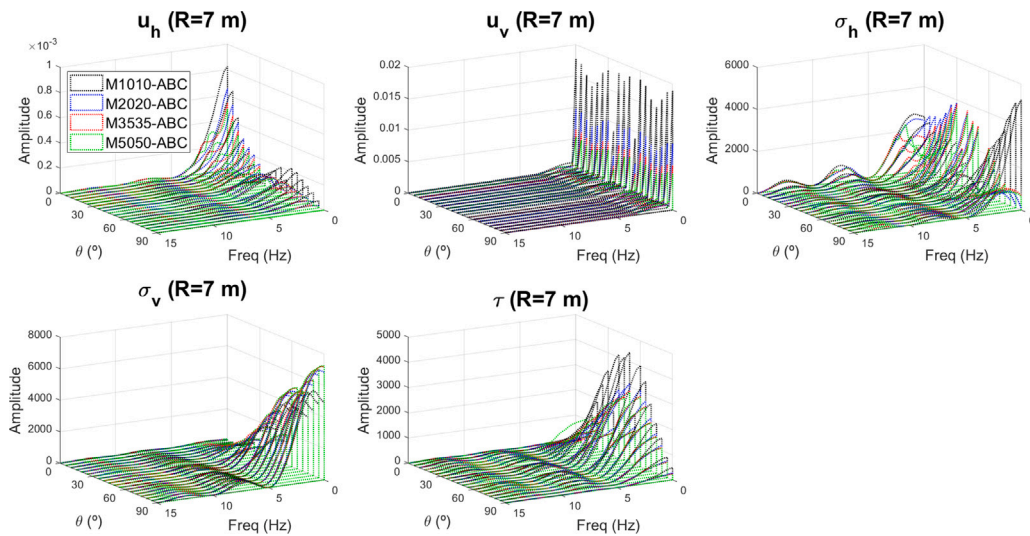 u_h (R=7 m)
u_v (R=7 m)
σ_h (R=7 m)
×10⁻³
1
0.8
0.6
0.4
0.2
0
Amplitude
M1010-ABC
M2020-ABC
M3535-ABC
M5050-ABC
0
30
60
90
θ (º)
15
10
5
0
Freq (Hz)
0.02
0.015
0.01
0.005
0
Amplitude
0
30
60
90
θ (º)
15
10
5
0
Freq (Hz)
6000
4000
2000
0
Amplitude
0
30
60
90
θ (º)
15
10
5
0
Freq (Hz)
σ_v (R=7 m)
τ (R=7 m)
8000
6000
4000
2000
0
Amplitude
0
30
60
90
θ (º)
15
10
5
0
Freq (Hz)
5000
4000
3000
2000
1000
0
Amplitude
0
30
60
90
θ (º)
15
10
5
0
Freq (Hz)